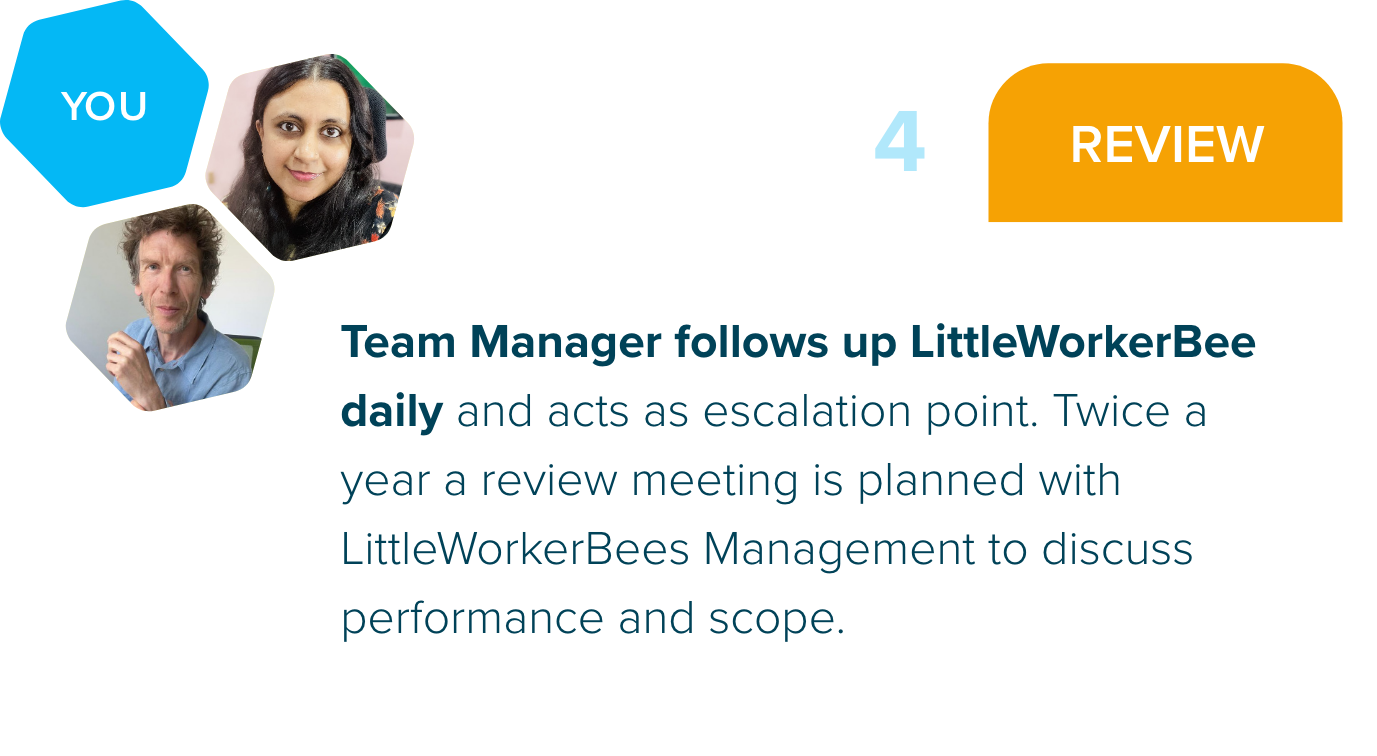 YOU
4
REVIEW
Team Manager follows up LittleWorkerBee
daily and acts as escalation point. Twice a
year a review meeting is planned with
LittleWorkerBees Management to discuss
performance and scope.